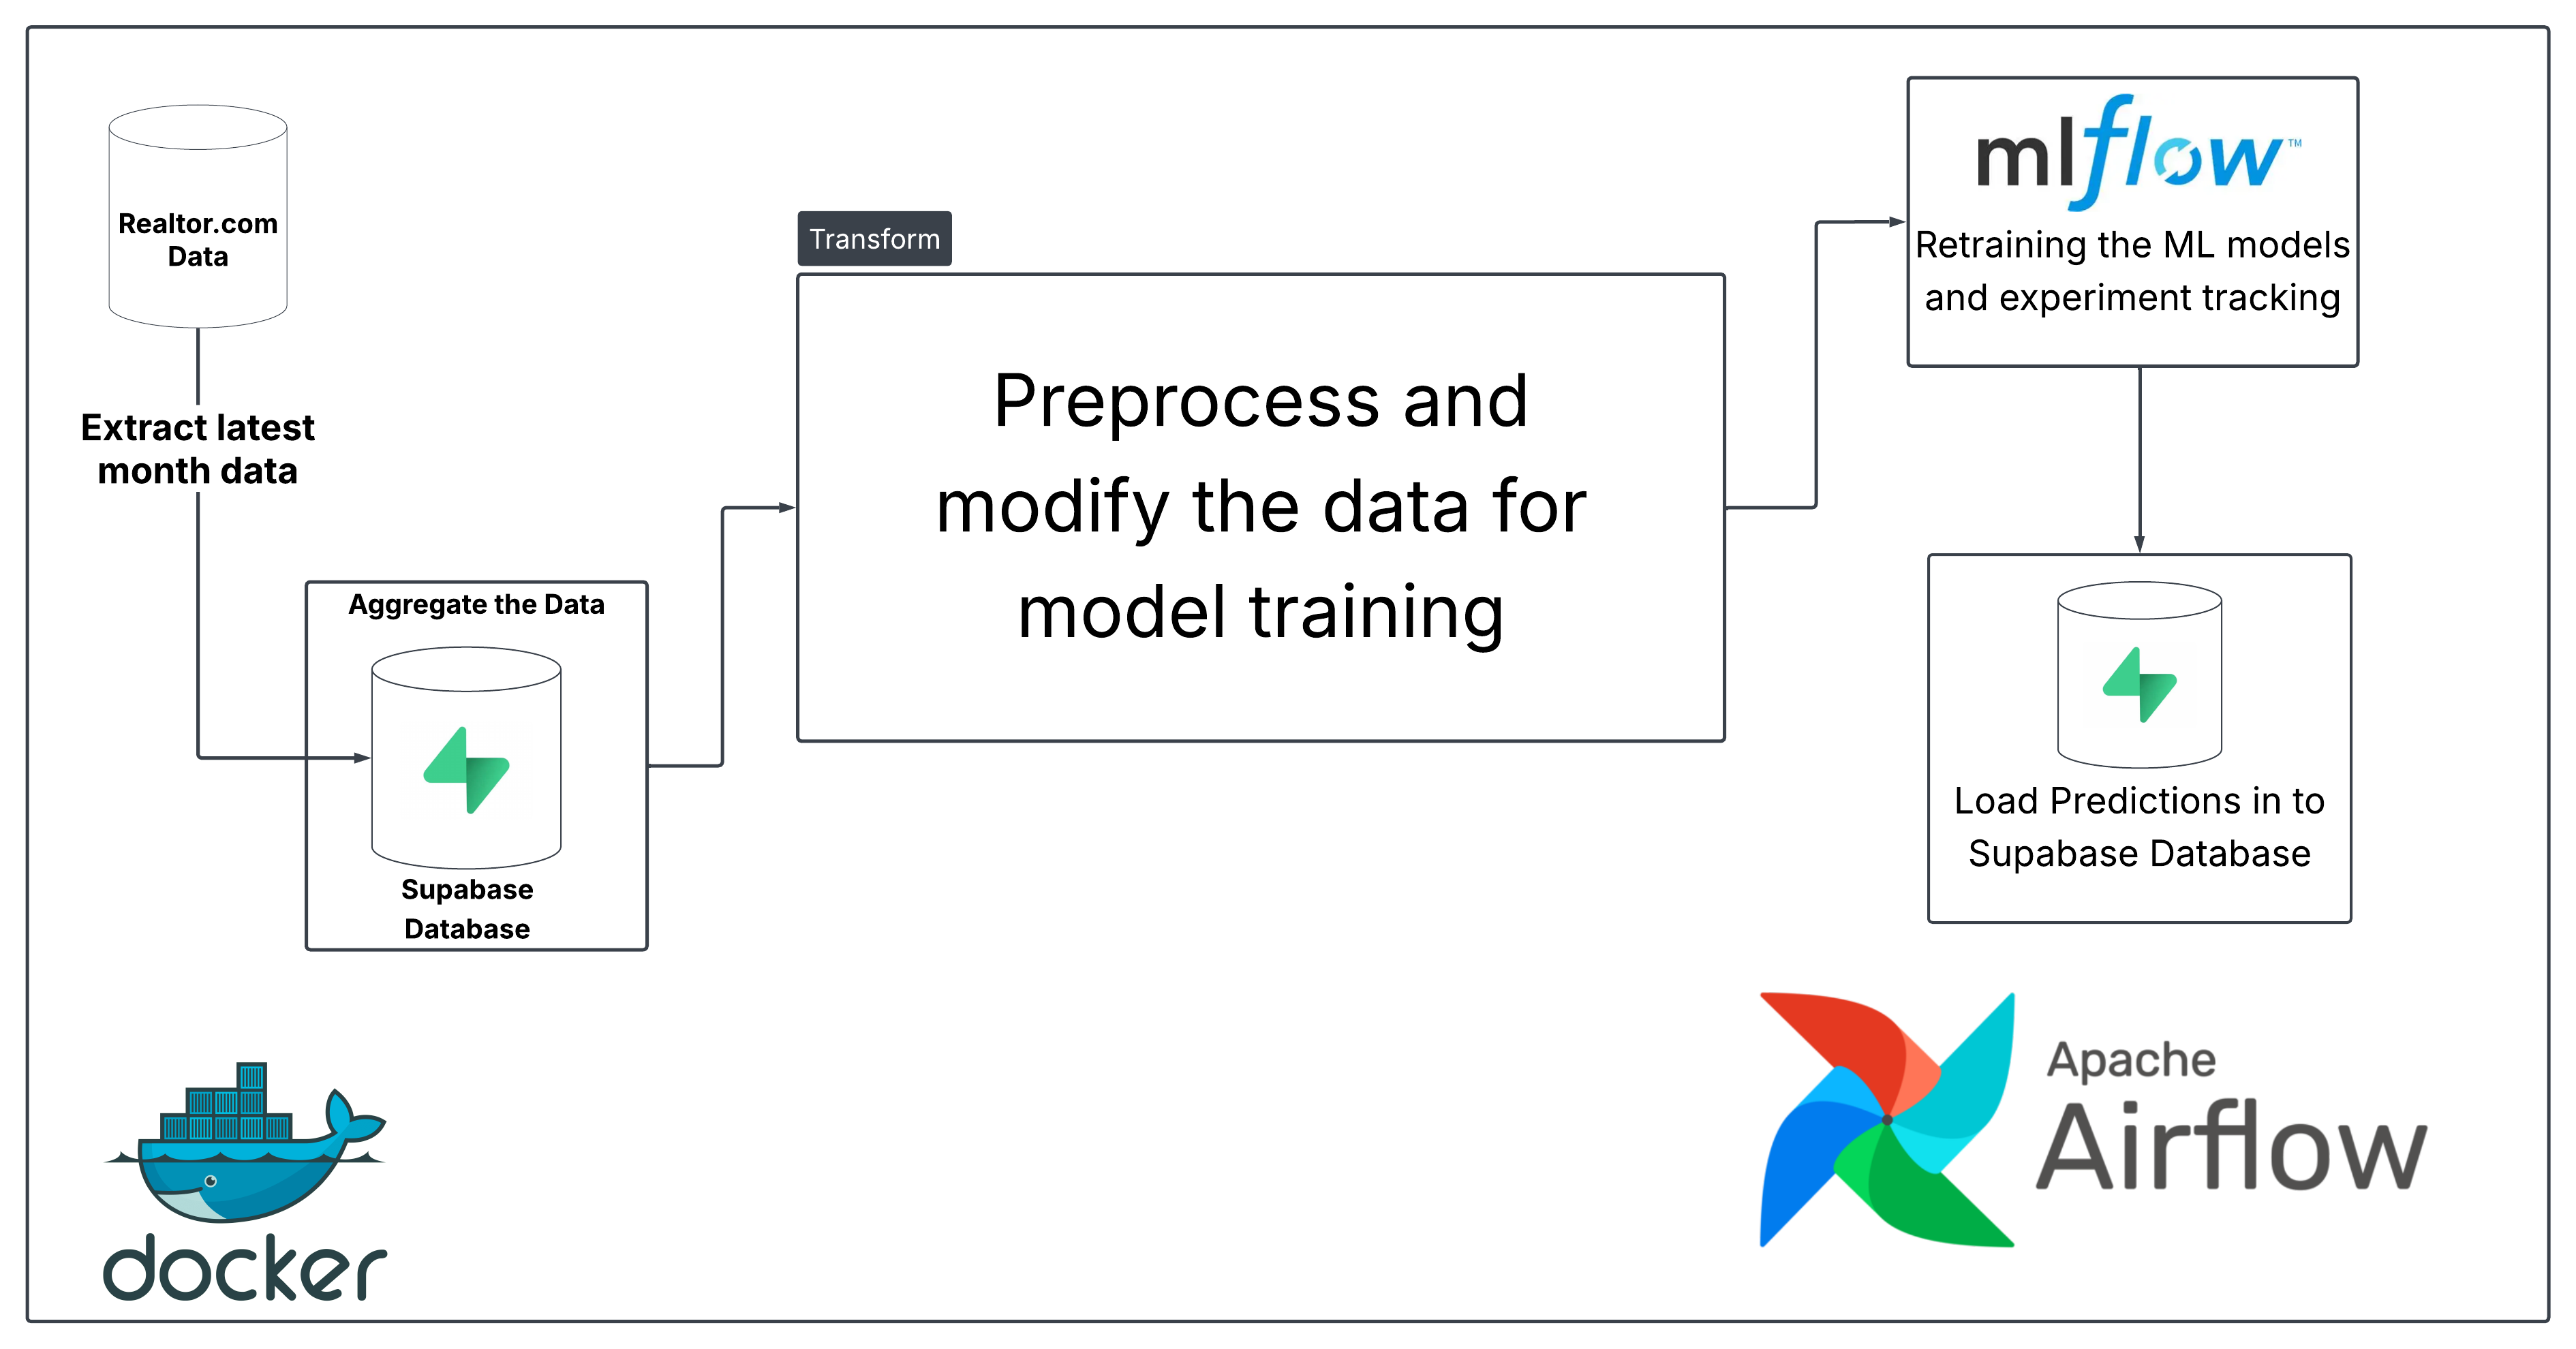 Realtor.com
Data
Extract latest
month data
Aggregate the Data
Supabase
Database
Transform
Preprocess and
modify the data for
model training
mlflow™
Retraining the ML models
and experiment tracking
Load Predictions in to
Supabase Database
docker
Apache
Airflow